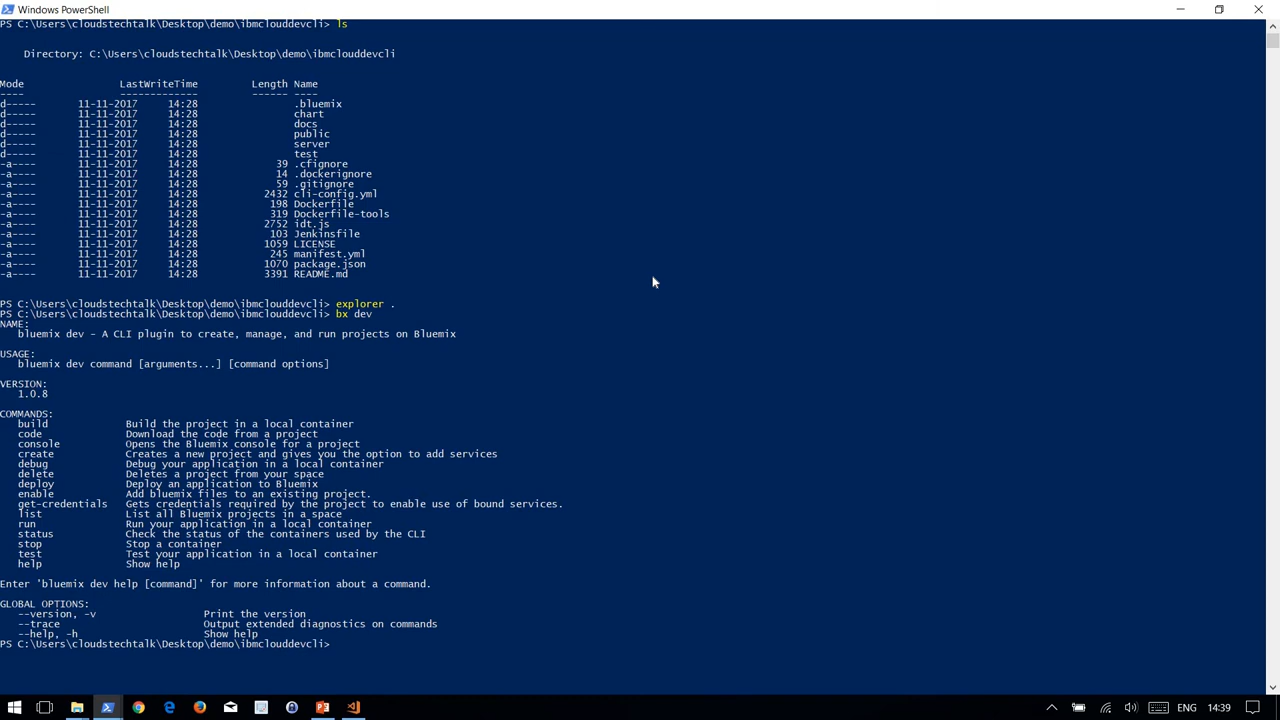 Windows PowerShell
PS C:\Users\cloudstechtalk\Desktop\demo\ibmclouddevcli> ls
Directory: C:\Users\cloudstechtalk\Desktop\demo\ibmclouddevcli
Mode LastWriteTime Length Name
---- ------------- ------ ----
d----- 11-11-2017 14:28 .bluemix
d----- 11-11-2017 14:28 chart
d----- 11-11-2017 14:28 docs
d----- 11-11-2017 14:28 public
d----- 11-11-2017 14:28 server
d----- 11-11-2017 14:28 test
-a---- 11-11-2017 14:28 39 .cfignore
-a---- 11-11-2017 14:28 14 .dockerignore
-a---- 11-11-2017 14:28 59 .gitignore
-a---- 11-11-2017 14:28 2432 cli-config.yml
-a---- 11-11-2017 14:28 198 Dockerfile
-a---- 11-11-2017 14:28 319 Dockerfile-tools
-a---- 11-11-2017 14:28 2752 idt.js
-a---- 11-11-2017 14:28 103 Jenkinsfile
-a---- 11-11-2017 14:28 1059 LICENSE
-a---- 11-11-2017 14:28 245 manifest.yml
-a---- 11-11-2017 14:28 1070 package.json
-a---- 11-11-2017 14:28 3391 README.md
PS C:\Users\cloudstechtalk\Desktop\demo\ibmclouddevcli> explorer .
PS C:\Users\cloudstechtalk\Desktop\demo\ibmclouddevcli> bx dev
NAME:
bluemix dev - A CLI plugin to create, manage, and run projects on Bluemix
USAGE:
bluemix dev command [arguments...] [command options]
VERSION:
1.0.8
COMMANDS:
build Build the project in a local container
code Download the code from a project
console Opens the Bluemix console for a project
create Creates a new project and gives you the option to add services
debug Debug your application in a local container
delete Deletes a project from your space
deploy Deploy an application to Bluemix
enable Add bluemix files to an existing project.
get-credentials Gets credentials required by the project to enable use of bound services.
list List all Bluemix projects in a space
run Run your application in a local container
status Check the status of the containers used by the CLI
stop Stop a container
test Test your application in a local container
help Show help
Enter 'bluemix dev help [command]' for more information about a command.
GLOBAL OPTIONS:
--version, -v Print the version
--trace Output extended diagnostics on commands
--help, -h Show help
PS C:\Users\cloudstechtalk\Desktop\demo\ibmclouddevcli>
ENG 14:39